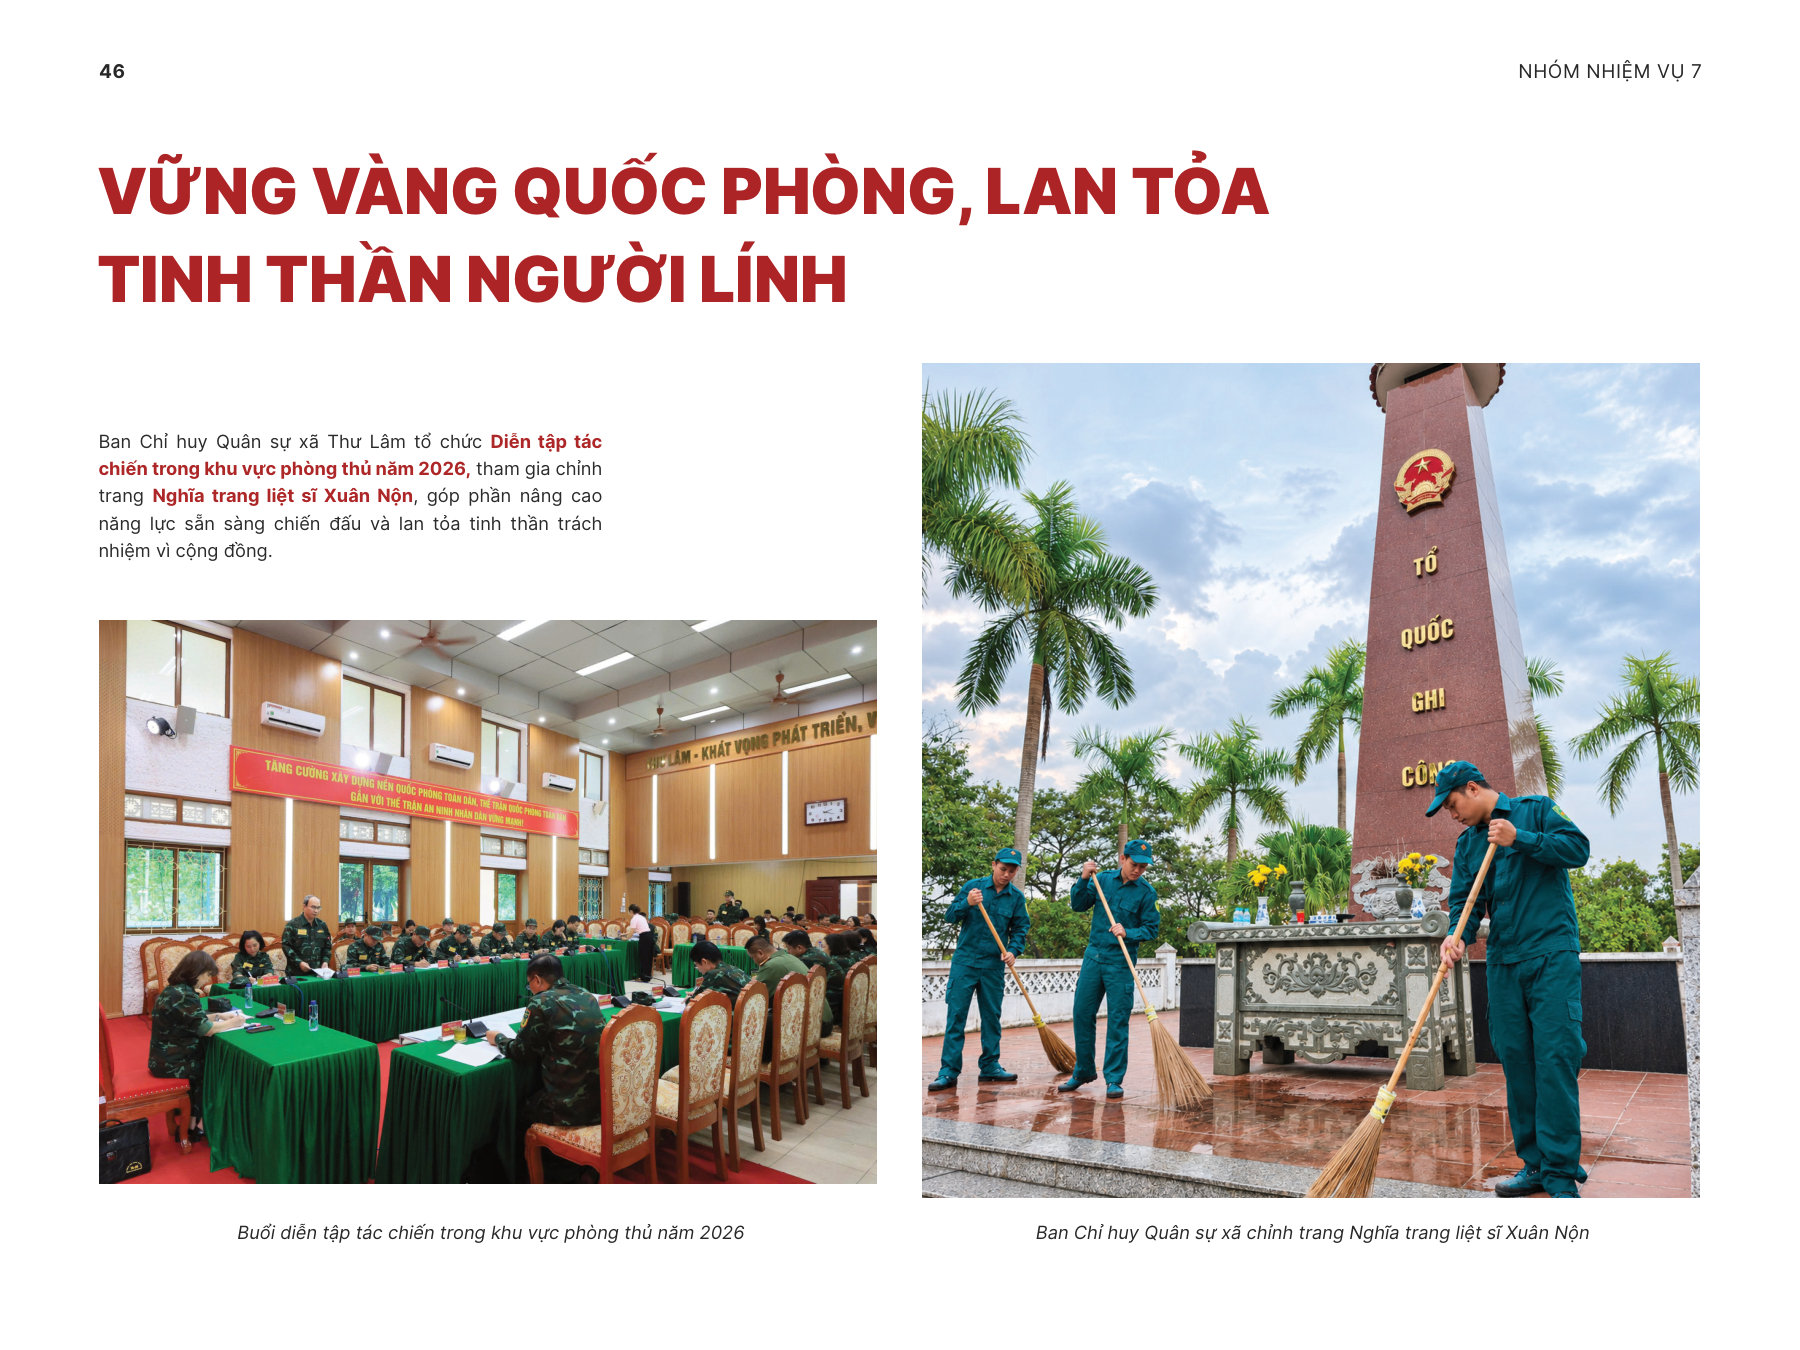 46
NHÓM NHIỆM VỤ 7
VỮNG VÀNG QUỐC PHÒNG, LAN TỎA
TINH THẦN NGƯỜI LÍNH
Ban Chỉ huy Quân sự xã Thư Lâm tổ chức Diễn tập tác
chiến trong khu vực phòng thủ năm 2026, tham gia chỉnh
trang Nghĩa trang liệt sĩ Xuân Nộn, góp phần nâng cao
năng lực sẵn sàng chiến đấu và lan tỏa tinh thần trách
nhiệm vì cộng đồng.
TĂNG CƯỜNG XÂY DỰNG NỀN QUỐC PHÒNG TOÀN DÂN, THẾ TRẬN QUỐC PHÒNG TOÀN DÂN
GẮN VỚI THẾ TRẬN AN NINH NHÂN DÂN VỮNG MẠNH!
THƯ LÂM - KHÁT VỌNG PHÁT TRIỂN, V
TỔ
QUỐC
GHI
CÔNG
Buổi diễn tập tác chiến trong khu vực phòng thủ năm 2026
Ban Chỉ huy Quân sự xã chỉnh trang Nghĩa trang liệt sĩ Xuân Nộn